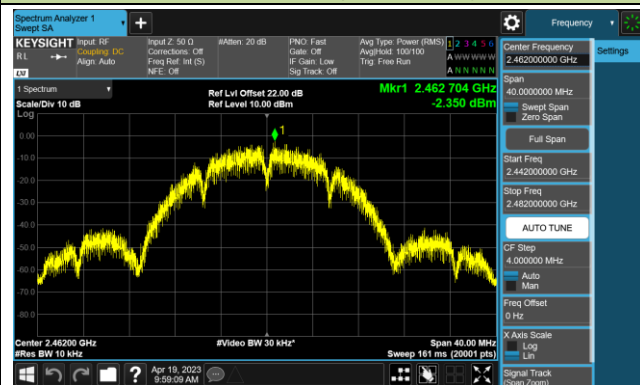 Spectrum Analyzer 1
Swept SA
Frequency
KEYSIGHT
RL
LXI
Input: RF
Coupling: DC
Align: Auto
Input Z: 50 Ω
Corrections: Off
Freq Ref: Int (S)
NFE: Off
#Atten: 20 dB
PNO: Fast
Gate: Off
IF Gain: Low
Sig Track: Off
Avg Type: Power (RMS)
Avg|Hold: 100/100
Trig: Free Run
1 2 3 4 5 6
A W W W W W
A N N N N N
1 Spectrum
Scale/Div 10 dB
Log
Ref Lvl Offset 22.00 dB
Ref Level 10.00 dBm
Mkr1 2.462 704 GHz
-2.350 dBm
1
0.00
-10.0
-20.0
-30.0
-40.0
-50.0
-60.0
-70.0
-80.0
Center 2.46200 GHz
#Res BW 10 kHz
#Video BW 30 kHz*
Span 40.00 MHz
Sweep 161 ms (20001 pts)
Center Frequency
2.462000000 GHz
Span
40.0000000 MHz
Swept Span
Zero Span
Full Span
Start Freq
2.442000000 GHz
Stop Freq
2.482000000 GHz
AUTO TUNE
CF Step
4.000000 MHz
Auto
Man
Freq Offset
0 Hz
X Axis Scale
Log
Lin
Signal Track
(Span Zoom)
Settings
Apr 19, 2023
9:59:09 AM